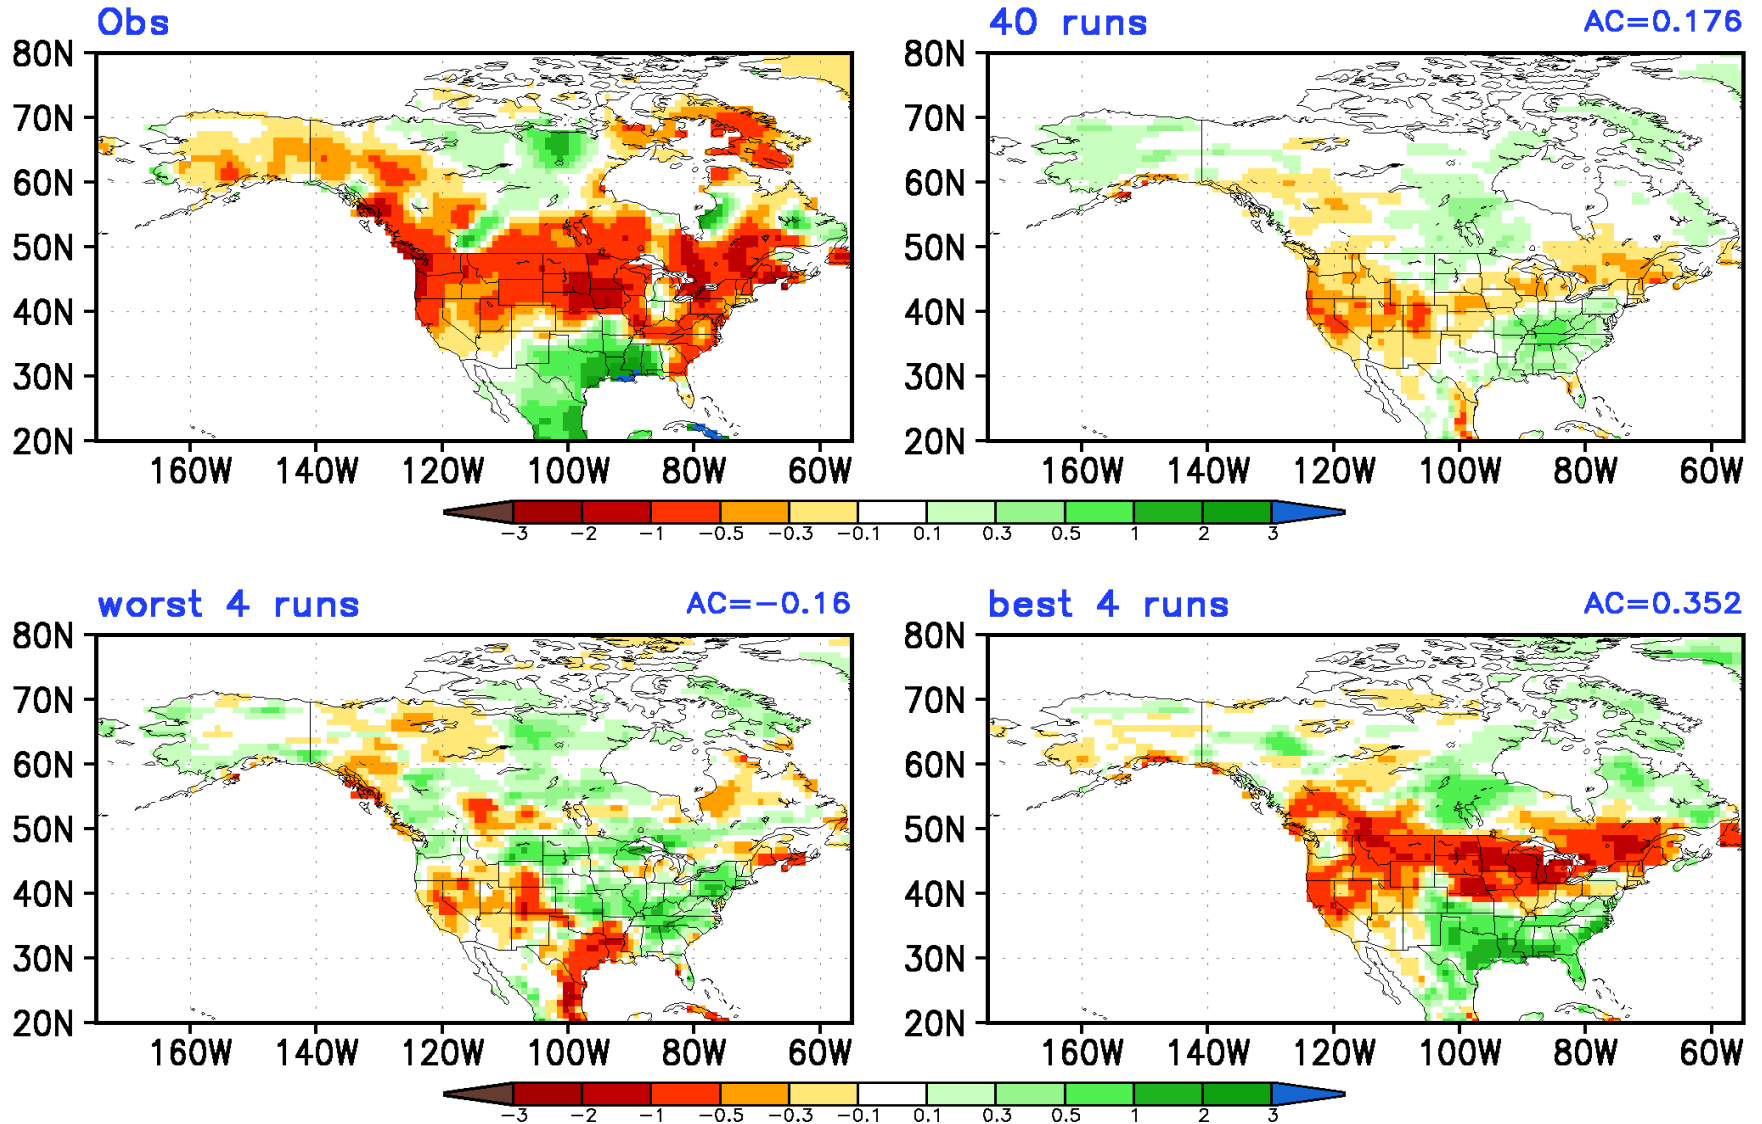 Obs
40 runs AC=0.176
80N 80N
70N 70N
60N 60N
50N 50N
40N 40N
30N 30N
20N 20N
160W 140W 120W 100W 80W 60W 160W 140W 120W 100W 80W 60W
-3 -2 -1 -0.5 -0.3 -0.1 0.1 0.3 0.5 1 2 3
worst 4 runs AC=-0.16
best 4 runs AC=0.352
80N 80N
70N 70N
60N 60N
50N 50N
40N 40N
30N 30N
20N 20N
160W 140W 120W 100W 80W 60W 160W 140W 120W 100W 80W 60W
-3 -2 -1 -0.5 -0.3 -0.1 0.1 0.3 0.5 1 2 3